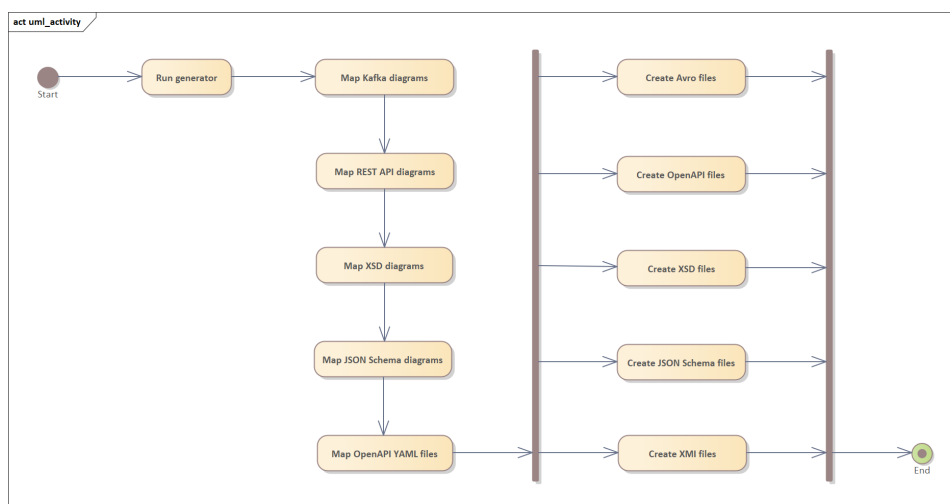 act uml_activity
Run generator
Map Kafka diagrams
Create Avro files
Start
Map REST API diagrams
Create OpenAPI files
Map XSD diagrams
Create XSD files
Map JSON Schema diagrams
Create JSON Schema files
Map OpenAPI YAML files
Create XMI files
End